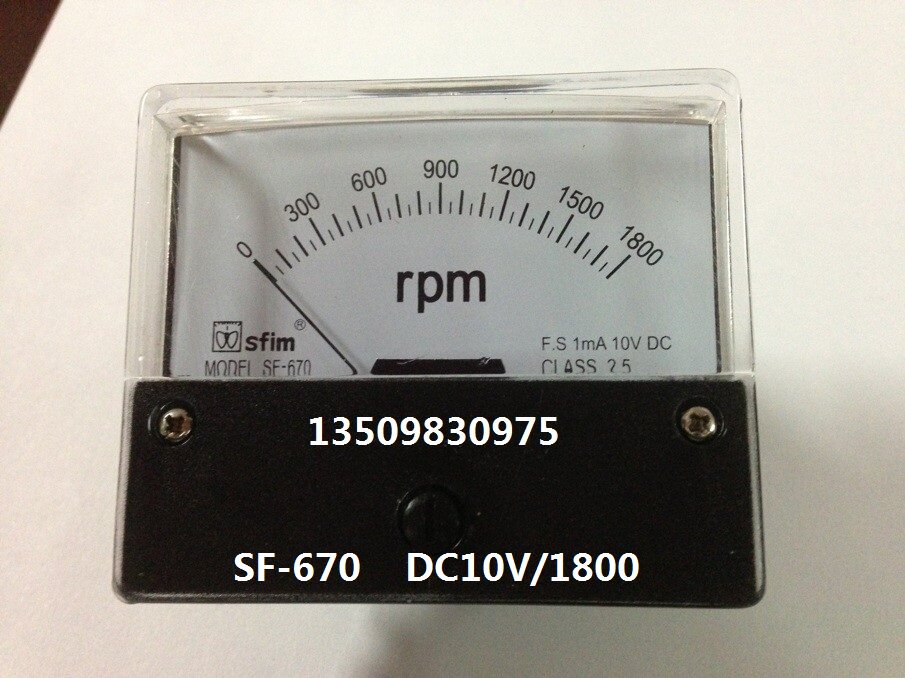 0 300 600 900 1200 1500 1800
rpm
sfim®
F.S 1mA 10V DC
MODEL SF-670
CLASS 2.5
13509830975
SF-670 DC10V/1800